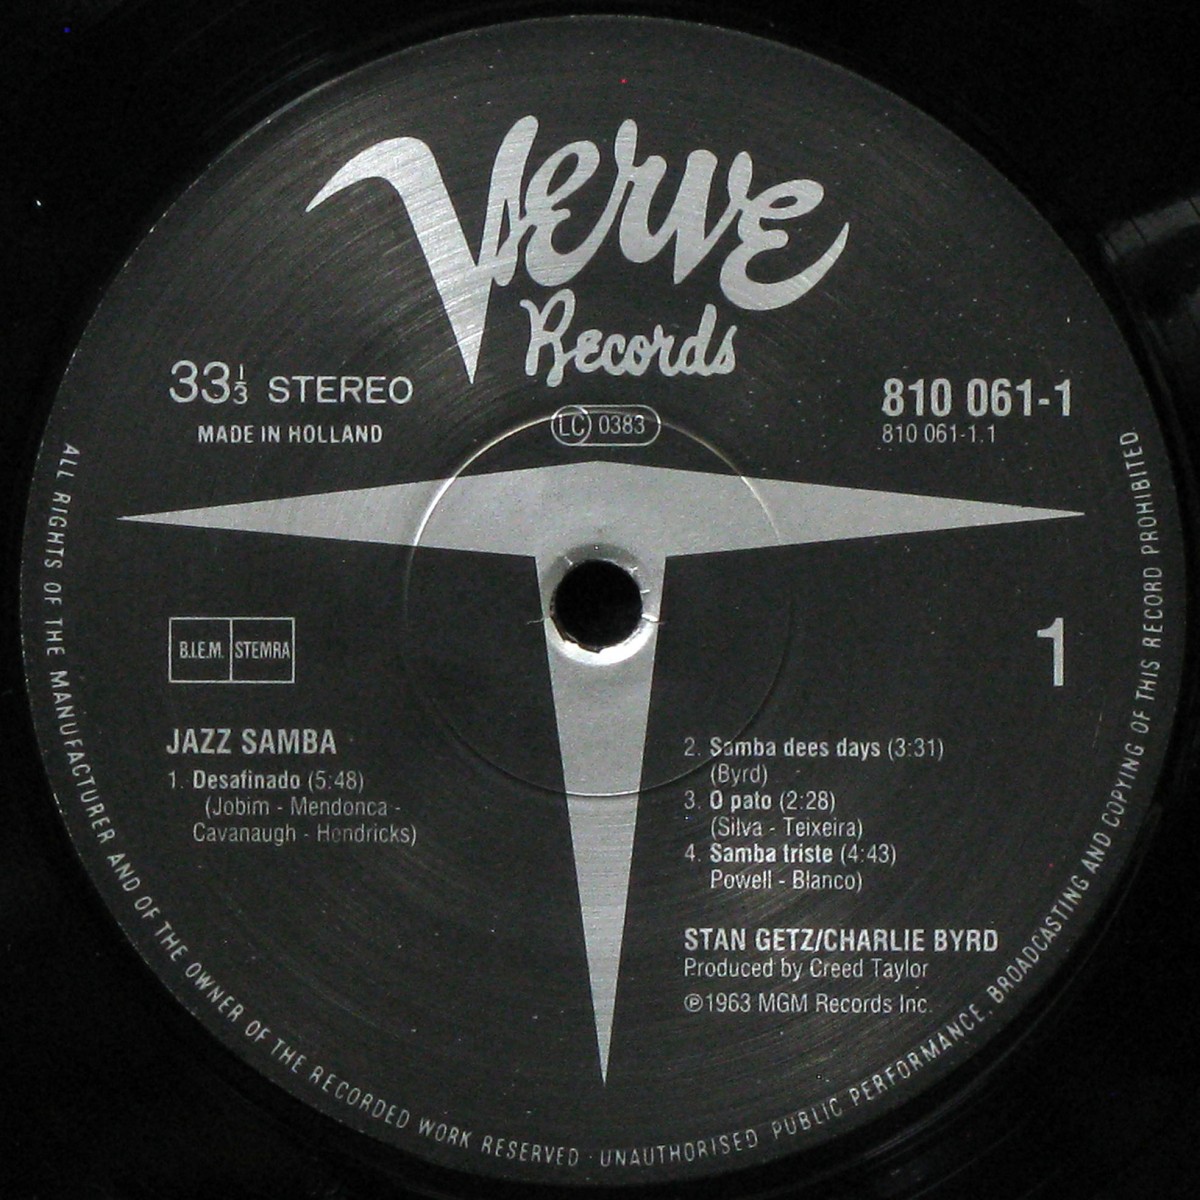 Verve
Records
33 1/3 STEREO
MADE IN HOLLAND
LC 0383
810 061-1
810 061-1.1
B.I.E.M. STEMRA
1
JAZZ SAMBA
1. Desafinado (5:48)
(Jobim - Mendonca -
Cavanaugh - Hendricks)
2. Samba dees days (3:31)
(Byrd)
3. O pato (2:28)
(Silva - Teixeira)
4. Samba triste (4:43)
Powell - Blanco)
STAN GETZ/CHARLIE BYRD
Produced by Creed Taylor
℗1963 MGM Records Inc.
ALL RIGHTS OF THE MANUFACTURER AND OF THE OWNER OF THE RECORDED WORK RESERVED · UNAUTHORISED PUBLIC PERFORMANCE, BROADCASTING AND COPYING OF THIS RECORD PROHIBITED